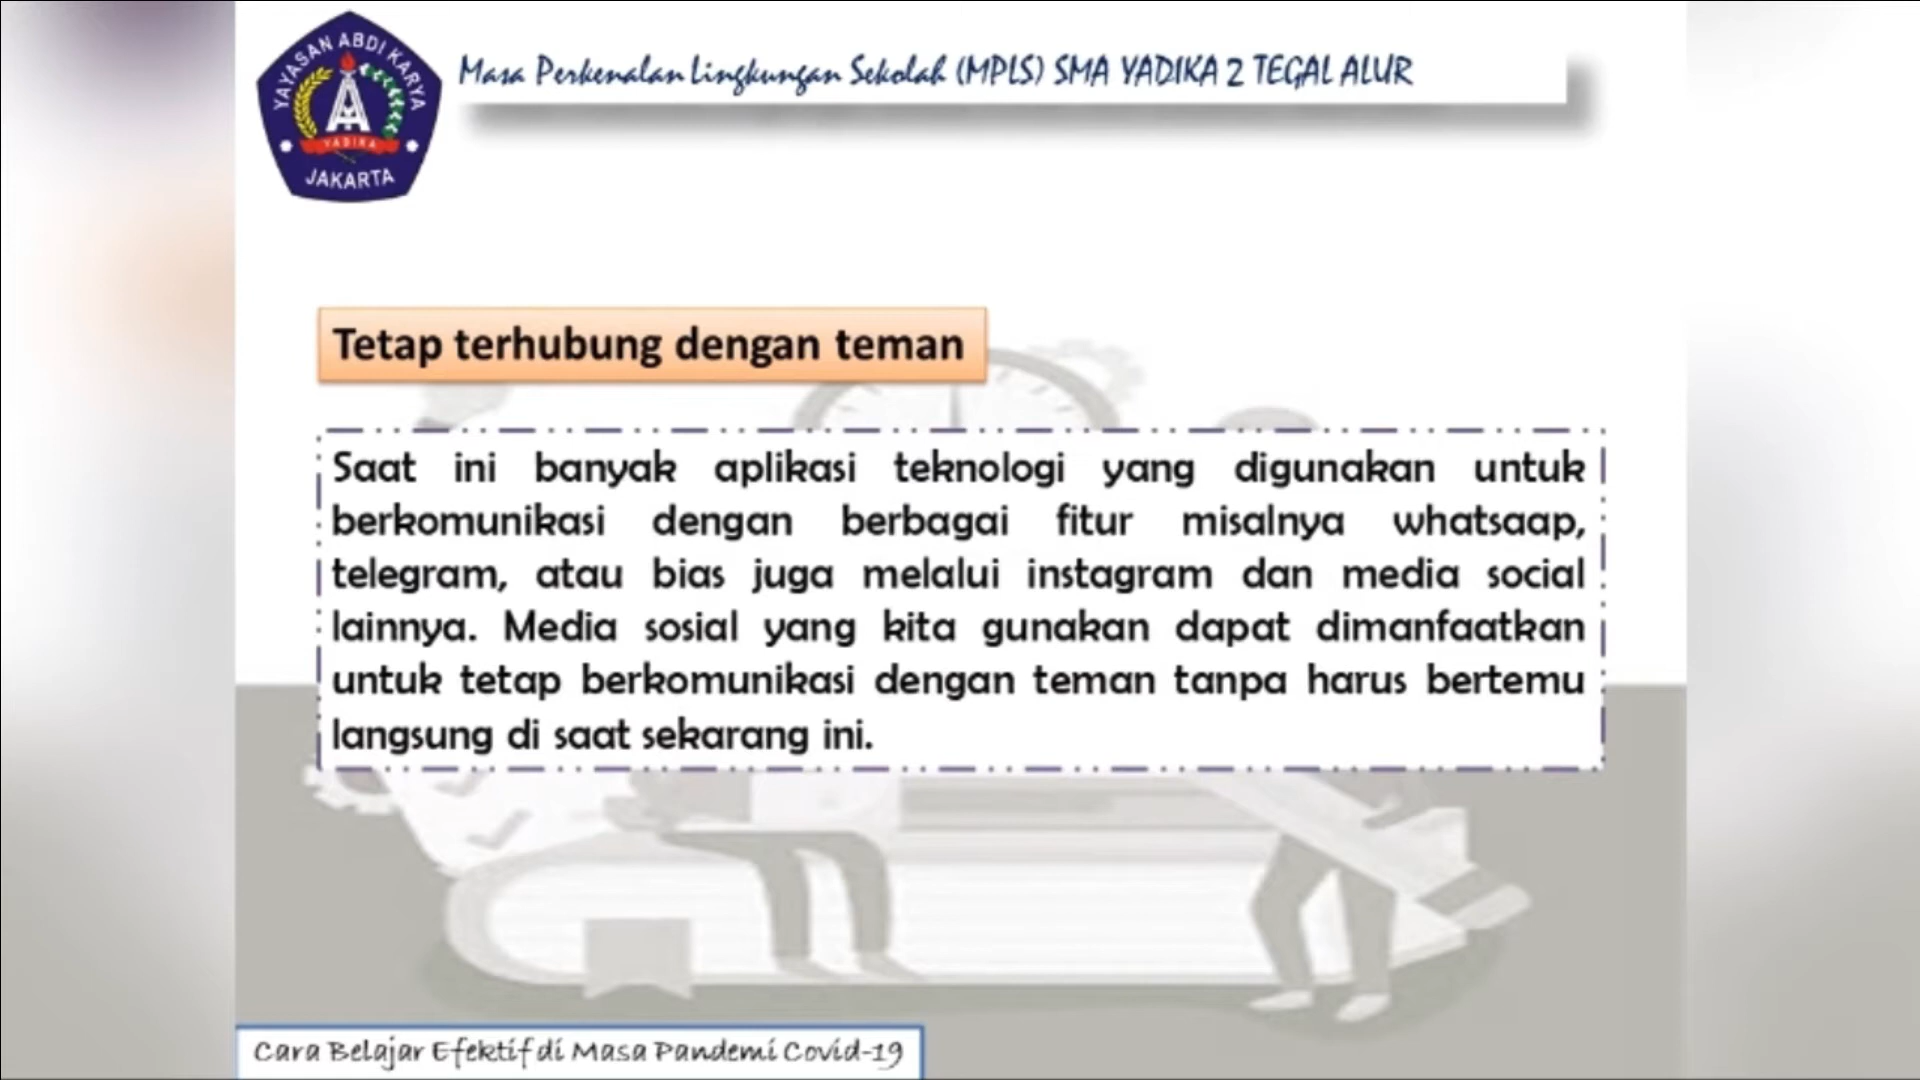 YAYASAN ABDI KARYA
YADIKA
JAKARTA
Masa Perkenalan Lingkungan Sekolah (MPLS) SMA YADIKA 2 TEGAL ALUR
Tetap terhubung dengan teman
Saat ini banyak aplikasi teknologi yang digunakan untuk
berkomunikasi dengan berbagai fitur misalnya whatsaap,
telegram, atau bias juga melalui instagram dan media social
lainnya. Media sosial yang kita gunakan dapat dimanfaatkan
untuk tetap berkomunikasi dengan teman tanpa harus bertemu
langsung di saat sekarang ini.
Cara Belajar Efektif di Masa Pandemi Covid-19